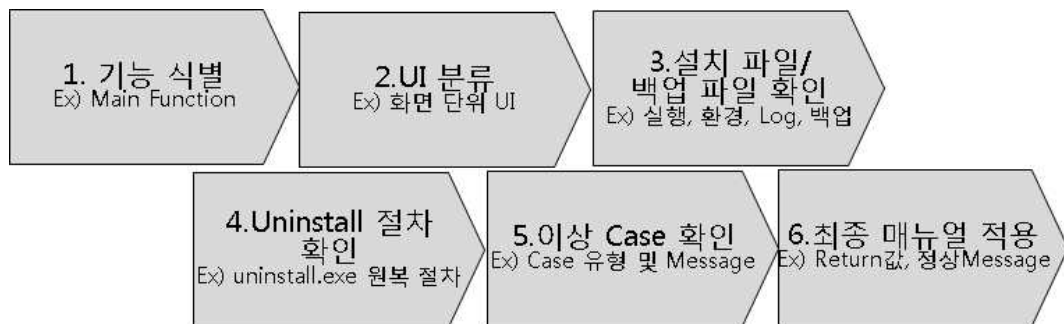 1. 기능 식별
Ex) Main Function
2.UI 분류
Ex) 화면 단위 UI
3.설치 파일/
백업 파일 확인
Ex) 실행, 환경, Log, 백업
4.Uninstall 절차
확인
Ex) uninstall.exe 원복 절차
5.이상 Case 확인
Ex) Case 유형 및 Message
6.최종 매뉴얼 적용
Ex) Return값, 정상Message